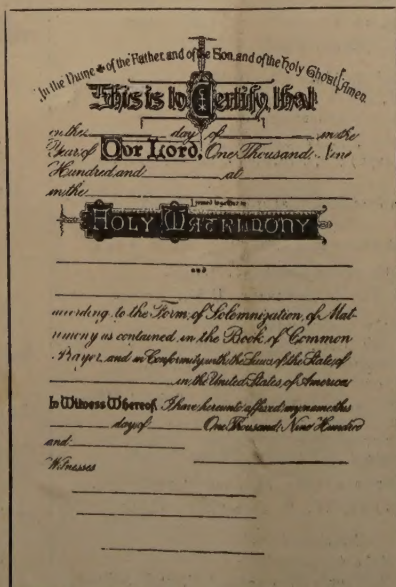 In the Name of the Father, and of the Son, and of the Holy Ghost, Amen.
This is to Certify, that
on the day of in the
Year of Our Lord, One Thousand Nine
Hundred and at
in the
I joined together in
HOLY MATRIMONY
and
according to the Form of Solemnization of Mat-
rimony as contained in the Book of Common
Prayer, and in Conformity with the Laws of the State of
in the United States of America
In Witness Whereof, I have hereunto affixed my name this
day of One Thousand Nine Hundred
and
Witnesses